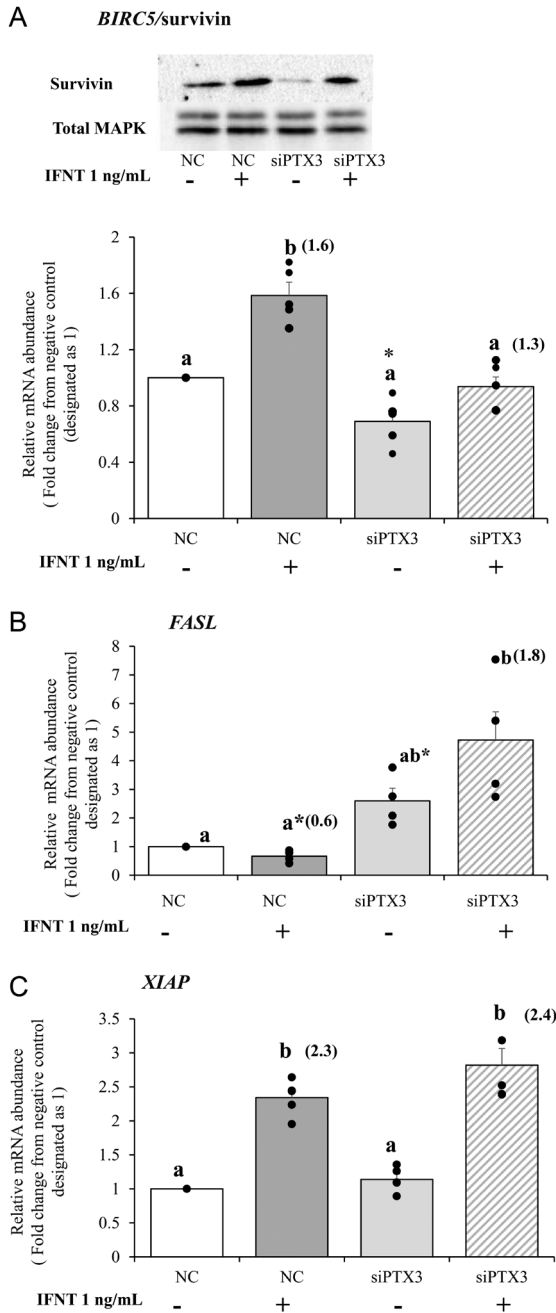 A
BIRC5/survivin
Survivin
Total MAPK
NC NC siPTX3 siPTX3
IFNT 1 ng/mL - + - +
Relative mRNA abundance
( Fold change from negative control
(designated as 1)
2
1.6
1.2
0.8
0.4
0
a
b (1.6)
*
a
a (1.3)
NC NC siPTX3 siPTX3
IFNT 1 ng/mL - + - +
B
FASL
Relative mRNA abundance
( Fold change from negative control
designated as 1)
8
7
6
5
4
3
2
1
0
a
a*(0.6)
ab*
b(1.8)
NC NC siPTX3 siPTX3
IFNT 1 ng/mL - + - +
C
XIAP
Relative mRNA abundance
( Fold change from negative control
designated as 1)
3.5
3
2.5
2
1.5
1
0.5
0
a
b (2.3)
a
b (2.4)
NC NC siPTX3 siPTX3
IFNT 1 ng/mL - + - +